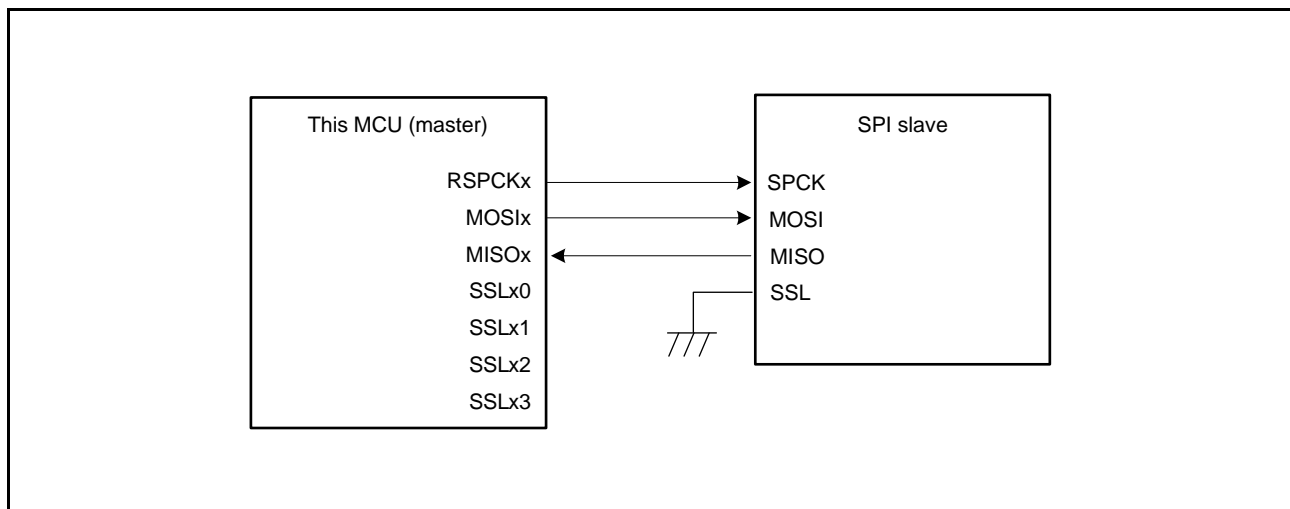 This MCU (master)
RSPCKx
MOSIx
MISOx
SSLx0
SSLx1
SSLx2
SSLx3
SPI slave
SPCK
MOSI
MISO
SSL